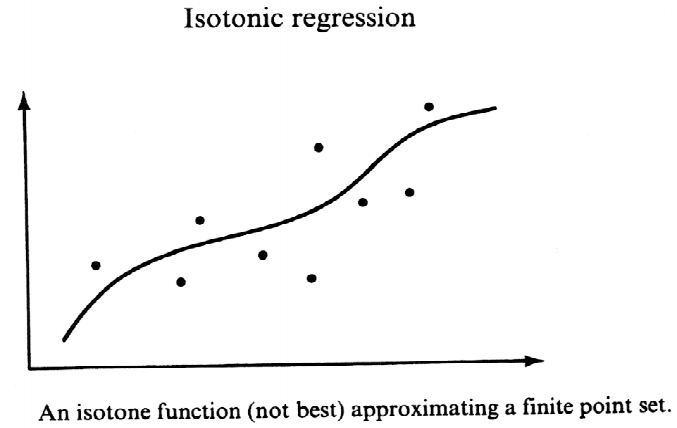 Isotonic regression
An isotone function (not best) approximating a finite point set.